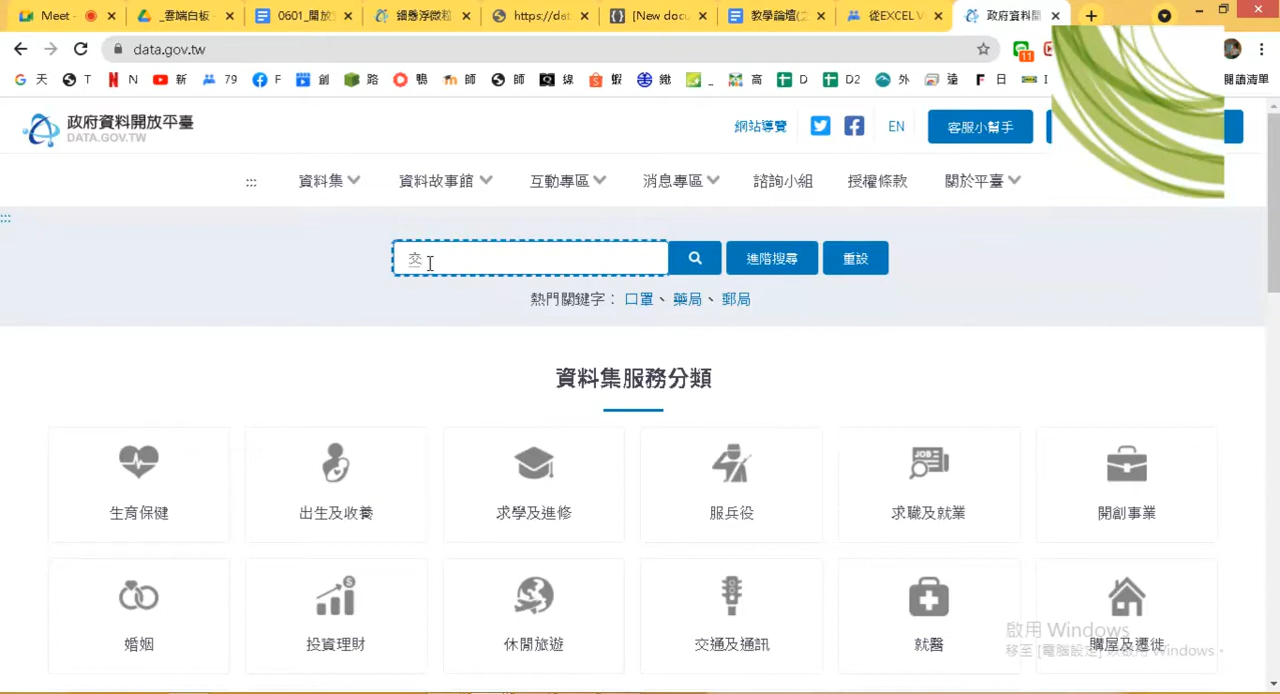 Meet -
_雲端白板 -
0601_開放
細懸浮微粒
https://dat
[New docu
教學論壇(
從EXCEL V
政府資料開
data.gov.tw
G 天 T N 新 79 F 創 路 鴨 師 師 線 蝦 鐵 _ 高 D D2 外 遠 日 I
閱讀清單
11
政府資料開放平臺
DATA.GOV.TW
網站導覽
EN
客服小幫手
資料集
資料故事館
互動專區
消息專區
諮詢小組
授權條款
關於平臺
進階搜尋
重設
熱門關鍵字： 口罩、 藥局、 郵局
資料集服務分類
JOB
生育保健
出生及收養
求學及進修
服兵役
求職及就業
開創事業
婚姻
投資理財
休閒旅遊
交通及通訊
就醫
購屋及遷徙
啟用 Windows
移至 [電腦設定] 以啟用 Windows。